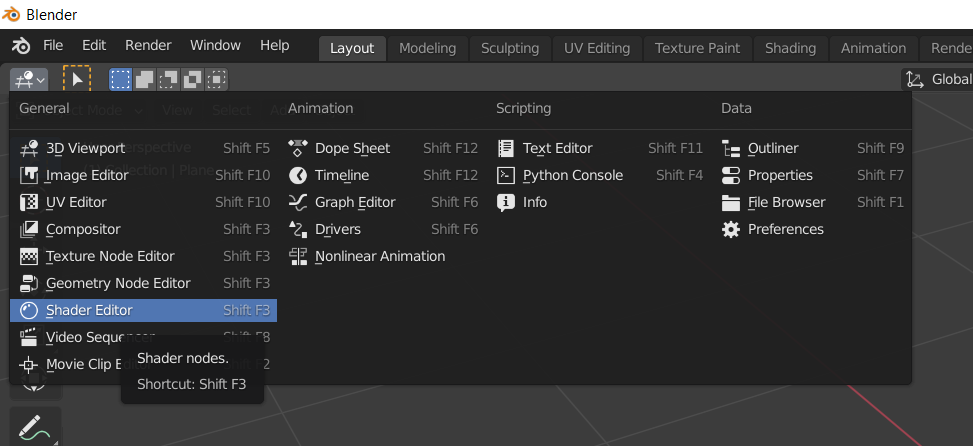 Blender
File Edit Render Window Help Layout Modeling Sculpting UV Editing Texture Paint Shading Animation Rende
Global
General
3D Viewport Shift F5
Image Editor Shift F10
UV Editor Shift F10
Compositor Shift F3
Texture Node Editor Shift F3
Geometry Node Editor Shift F3
Shader Editor Shift F3
Video Sequencer F8
Movie Clip E 2
Animation
Dope Sheet Shift F12
Timeline Shift F12
Graph Editor Shift F6
Drivers Shift F6
Nonlinear Animation
Scripting
Text Editor Shift F11
Python Console Shift F4
Info
Data
Outliner Shift F9
Properties Shift F7
File Browser Shift F1
Preferences
Shader nodes.
Shortcut: Shift F3